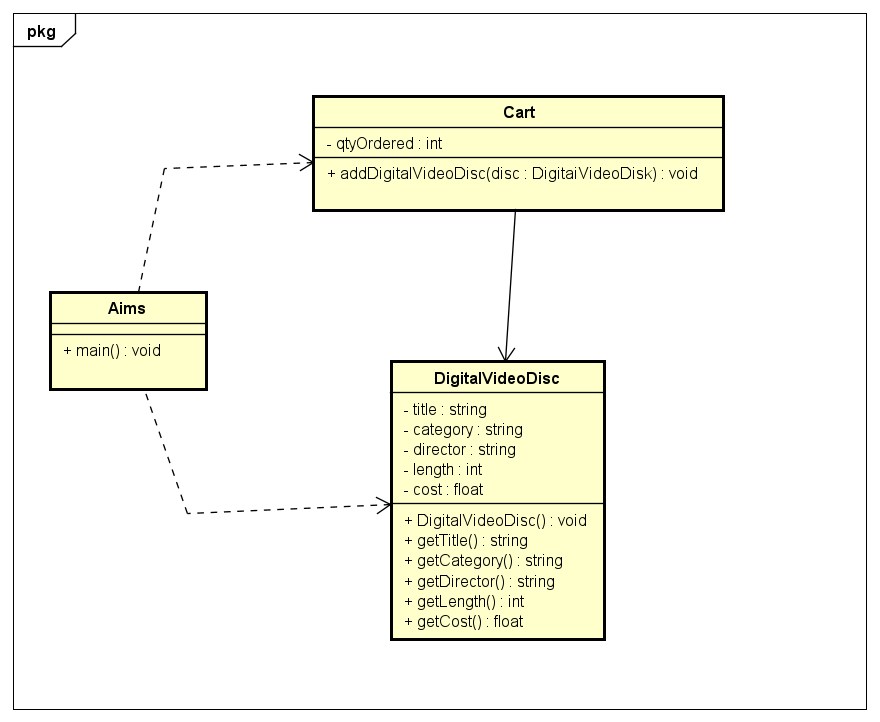 pkg
Cart
- qtyOrdered : int
+ addDigitalVideoDisc(disc : DigitaiVideoDisk) : void
Aims
+ main() : void
DigitalVideoDisc
- title : string
- category : string
- director : string
- length : int
- cost : float
+ DigitalVideoDisc() : void
+ getTitle() : string
+ getCategory() : string
+ getDirector() : string
+ getLength() : int
+ getCost() : float